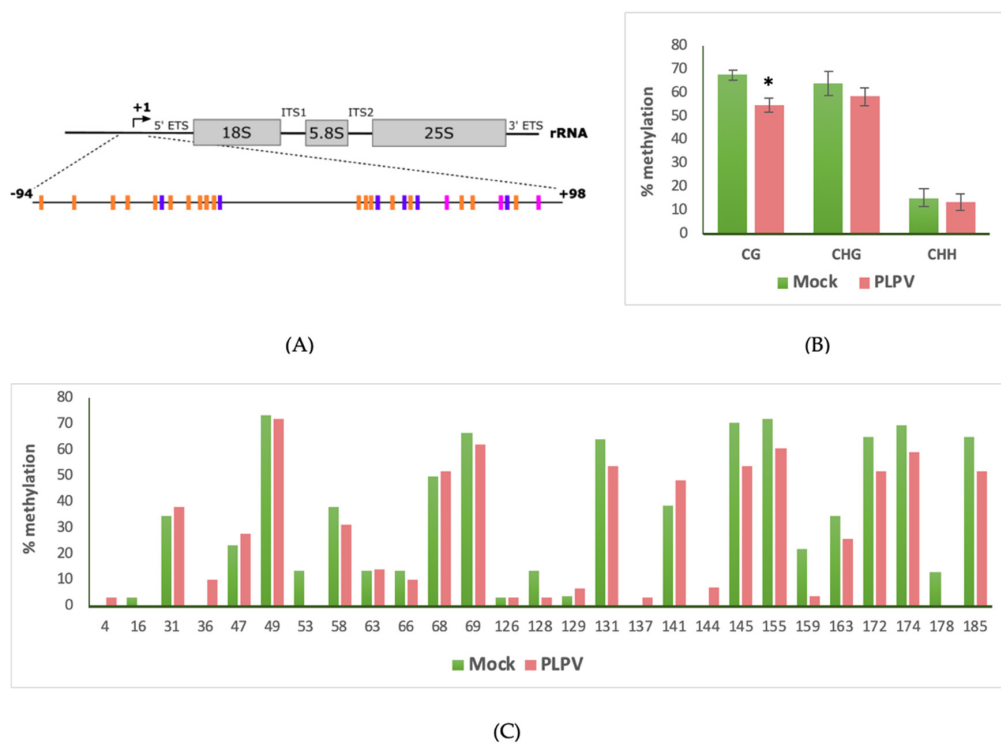 +1
5' ETS
ITS1
ITS2
3' ETS
18S
5.8S
25S
rRNA
-94
+98
(A)
% methylation
80
70
60
50
40
30
20
10
0
*
CG CHG CHH
Mock PLPV
(B)
% methylation
80
70
60
50
40
30
20
10
0
4 16 31 36 47 49 53 58 63 66 68 69 126 128 129 131 137 141 144 145 155 159 163 172 174 178 185
Mock PLPV
(C)